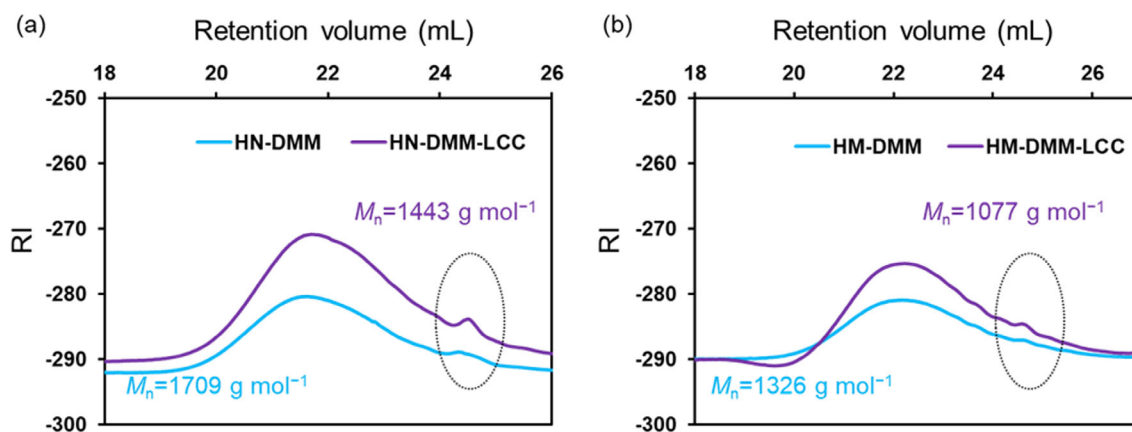 (a)
Retention volume (mL)
18 20 22 24 26
-250
HN-DMM HN-DMM-LCC
-260
Mn=1443 g mol−1
-270
RI
-280
-290
Mn=1709 g mol−1
-300
(b)
Retention volume (mL)
18 20 22 24 26
-250
HM-DMM HM-DMM-LCC
-260
Mn=1077 g mol−1
-270
RI
-280
-290
Mn=1326 g mol−1
-300